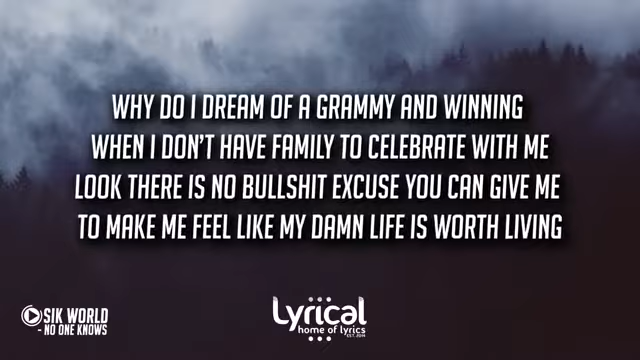 WHY DO I DREAM OF A GRAMMY AND WINNING
WHEN I DON'T HAVE FAMILY TO CELEBRATE WITH ME
LOOK THERE IS NO BULLSHIT EXCUSE YOU CAN GIVE ME
TO MAKE ME FEEL LIKE MY DAMN LIFE IS WORTH LIVING
SIK WORLD
- NO ONE KNOWS
Lyrical
home of lyrics
EST. 2014